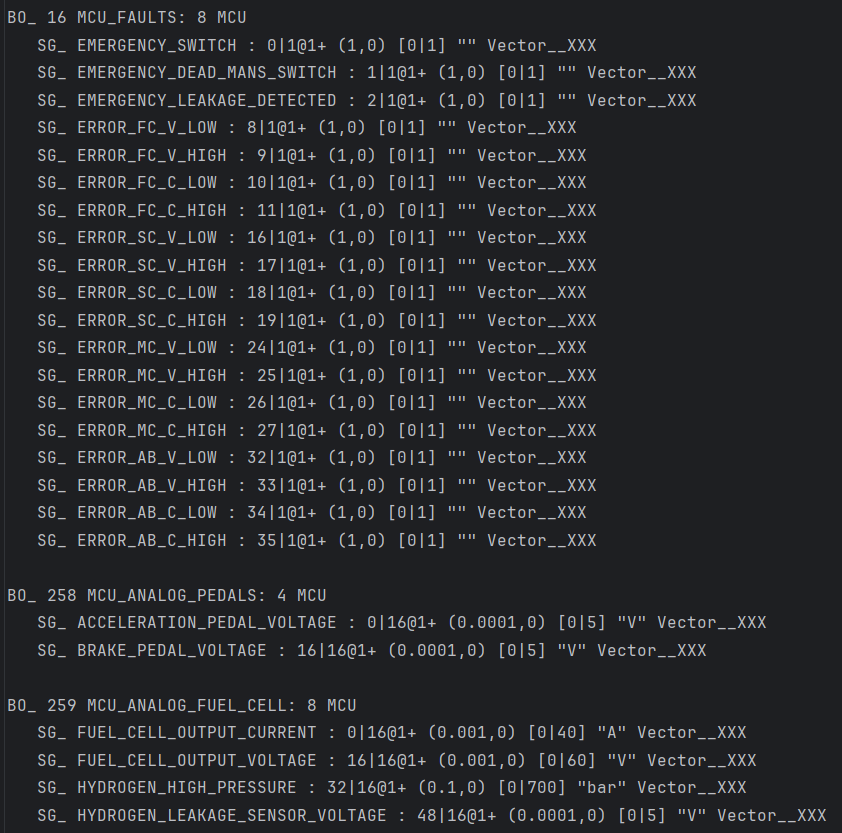 BO_ 16 MCU_FAULTS: 8 MCU
SG_ EMERGENCY_SWITCH : 0|1@1+ (1,0) [0|1] "" Vector__XXX
SG_ EMERGENCY_DEAD_MANS_SWITCH : 1|1@1+ (1,0) [0|1] "" Vector__XXX
SG_ EMERGENCY_LEAKAGE_DETECTED : 2|1@1+ (1,0) [0|1] "" Vector__XXX
SG_ ERROR_FC_V_LOW : 8|1@1+ (1,0) [0|1] "" Vector__XXX
SG_ ERROR_FC_V_HIGH : 9|1@1+ (1,0) [0|1] "" Vector__XXX
SG_ ERROR_FC_C_LOW : 10|1@1+ (1,0) [0|1] "" Vector__XXX
SG_ ERROR_FC_C_HIGH : 11|1@1+ (1,0) [0|1] "" Vector__XXX
SG_ ERROR_SC_V_LOW : 16|1@1+ (1,0) [0|1] "" Vector__XXX
SG_ ERROR_SC_V_HIGH : 17|1@1+ (1,0) [0|1] "" Vector__XXX
SG_ ERROR_SC_C_LOW : 18|1@1+ (1,0) [0|1] "" Vector__XXX
SG_ ERROR_SC_C_HIGH : 19|1@1+ (1,0) [0|1] "" Vector__XXX
SG_ ERROR_MC_V_LOW : 24|1@1+ (1,0) [0|1] "" Vector__XXX
SG_ ERROR_MC_V_HIGH : 25|1@1+ (1,0) [0|1] "" Vector__XXX
SG_ ERROR_MC_C_LOW : 26|1@1+ (1,0) [0|1] "" Vector__XXX
SG_ ERROR_MC_C_HIGH : 27|1@1+ (1,0) [0|1] "" Vector__XXX
SG_ ERROR_AB_V_LOW : 32|1@1+ (1,0) [0|1] "" Vector__XXX
SG_ ERROR_AB_V_HIGH : 33|1@1+ (1,0) [0|1] "" Vector__XXX
SG_ ERROR_AB_C_LOW : 34|1@1+ (1,0) [0|1] "" Vector__XXX
SG_ ERROR_AB_C_HIGH : 35|1@1+ (1,0) [0|1] "" Vector__XXX
BO_ 258 MCU_ANALOG_PEDALS: 4 MCU
SG_ ACCELERATION_PEDAL_VOLTAGE : 0|16@1+ (0.0001,0) [0|5] "V" Vector__XXX
SG_ BRAKE_PEDAL_VOLTAGE : 16|16@1+ (0.0001,0) [0|5] "V" Vector__XXX
BO_ 259 MCU_ANALOG_FUEL_CELL: 8 MCU
SG_ FUEL_CELL_OUTPUT_CURRENT : 0|16@1+ (0.001,0) [0|40] "A" Vector__XXX
SG_ FUEL_CELL_OUTPUT_VOLTAGE : 16|16@1+ (0.001,0) [0|60] "V" Vector__XXX
SG_ HYDROGEN_HIGH_PRESSURE : 32|16@1+ (0.1,0) [0|700] "bar" Vector__XXX
SG_ HYDROGEN_LEAKAGE_SENSOR_VOLTAGE : 48|16@1+ (0.0001,0) [0|5] "V" Vector__XXX